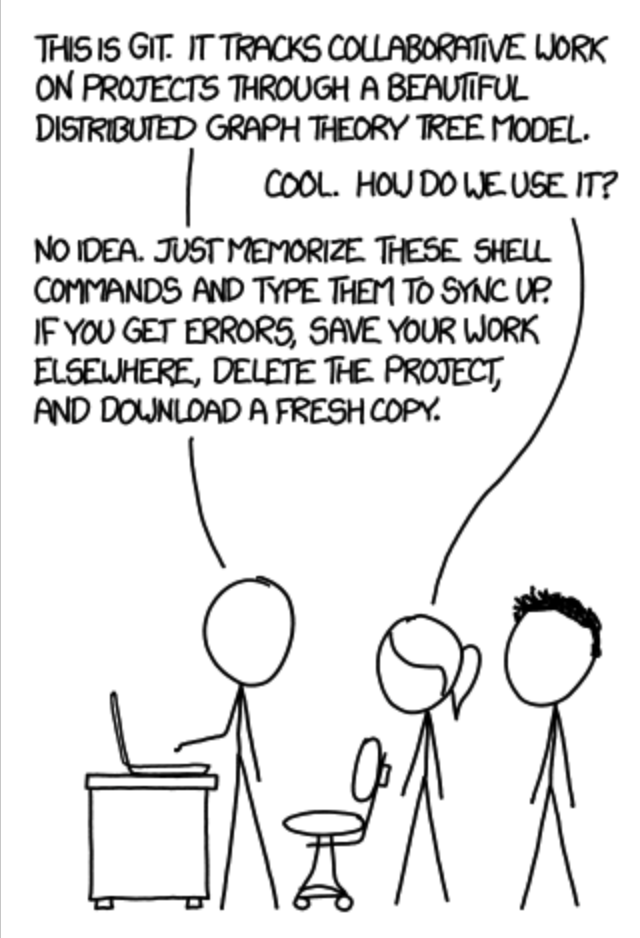 THIS IS GIT. IT TRACKS COLLABORATIVE WORK
ON PROJECTS THROUGH A BEAUTIFUL
DISTRIBUTED GRAPH THEORY TREE MODEL.
COOL. HOW DO WE USE IT?
NO IDEA. JUST MEMORIZE THESE SHELL
COMMANDS AND TYPE THEM TO SYNC UP.
IF YOU GET ERRORS, SAVE YOUR WORK
ELSEWHERE, DELETE THE PROJECT,
AND DOWNLOAD A FRESH COPY.